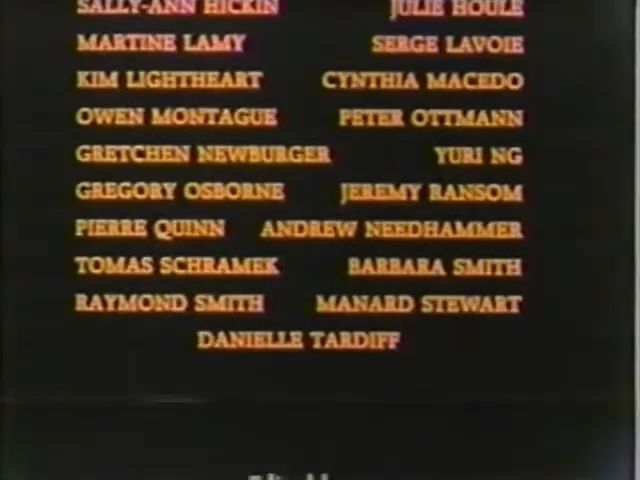 SALLY-ANN HICKIN JULIE HOULE
MARTINE LAMY SERGE LAVOIE
KIM LIGHTHEART CYNTHIA MACEDO
OWEN MONTAGUE PETER OTTMANN
GRETCHEN NEWBURGER YURI NG
GREGORY OSBORNE JEREMY RANSOM
PIERRE QUINN ANDREW NEEDHAMMER
TOMAS SCHRAMEK BARBARA SMITH
RAYMOND SMITH MANARD STEWART
DANIELLE TARDIFF